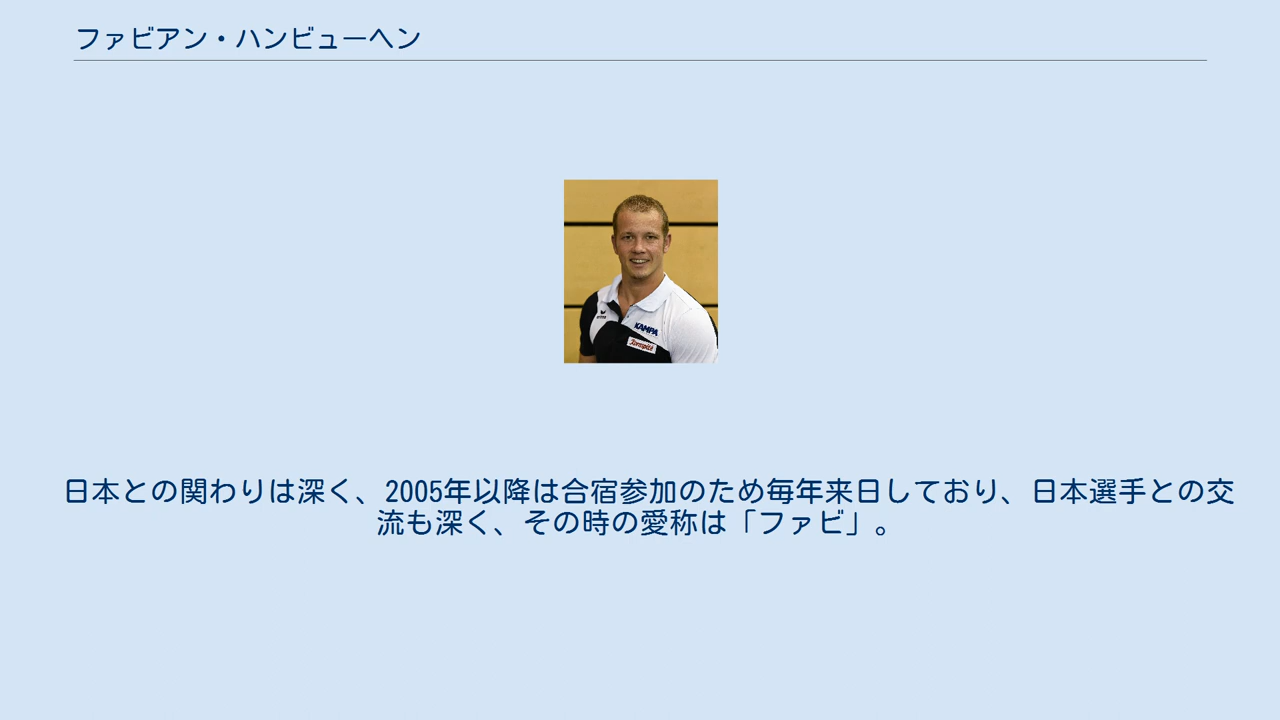 ファビアン・ハンビューヘン
KAMPA
日本との関わりは深く、2005年以降は合宿参加のため毎年来日しており、日本選手との交
流も深く、その時の愛称は「ファビ」。